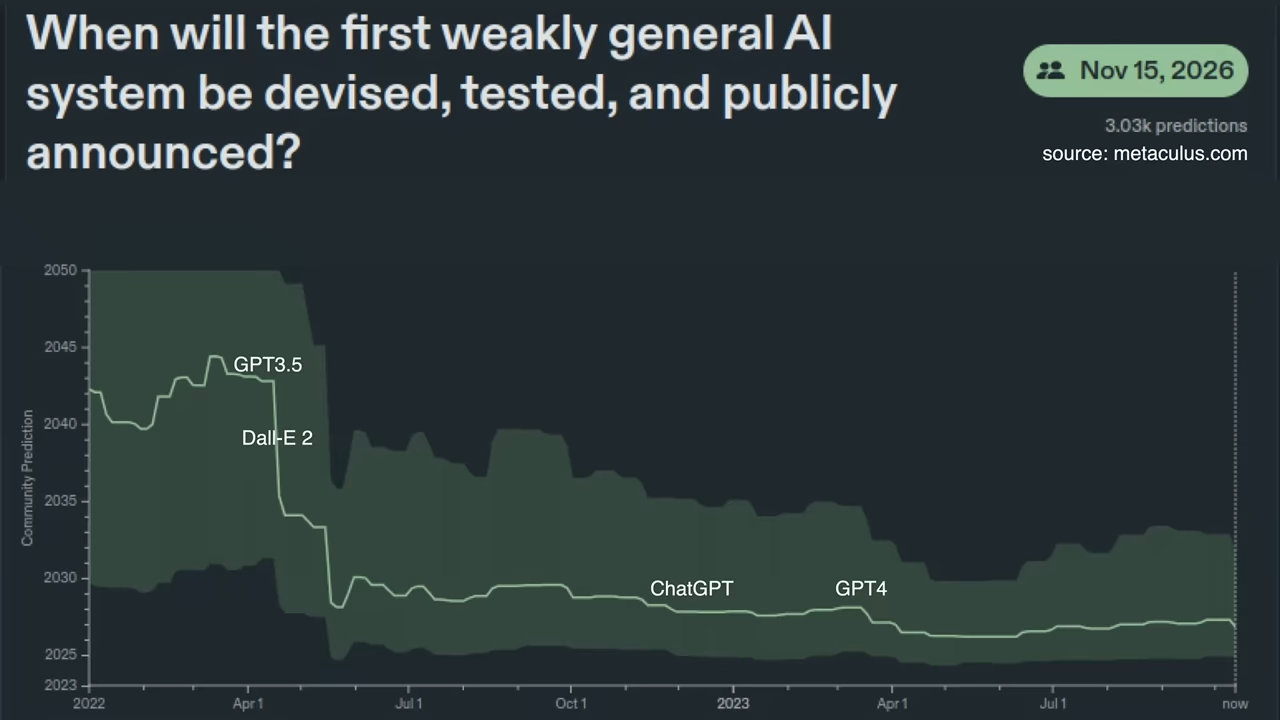 When will the first weakly general AI
system be devised, tested, and publicly
announced?
Nov 15, 2026
3.03k predictions
source: metaculus.com
2050
2045
2040
2035
2030
2025
2023
Community Prediction
GPT3.5
Dall-E 2
ChatGPT
GPT4
2022
Apr 1
Jul 1
Oct 1
2023
Apr 1
Jul 1
now